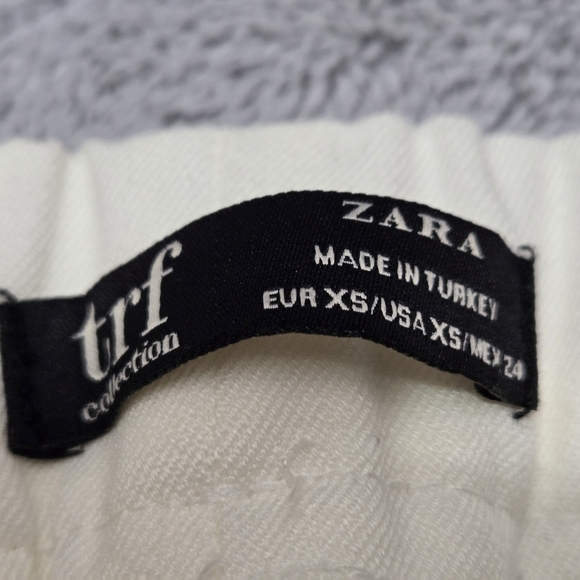 trf
collection
ZARA
MADE IN TURKEY
EUR XS/USA XS/MEX 24